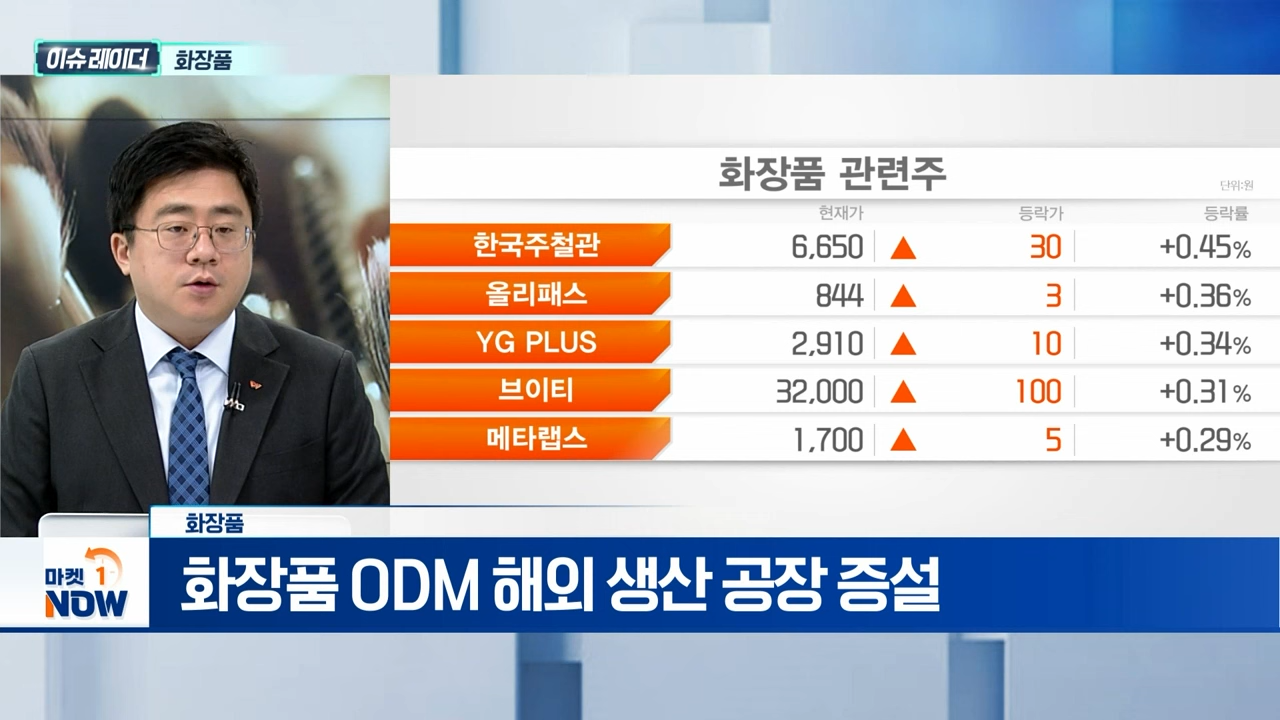 이슈 레이더 화장품
화장품 관련주
단위:원
현재가 등락가 등락률
한국주철관 6,650 ▲ 30 +0.45%
올리패스 844 ▲ 3 +0.36%
YG PLUS 2,910 ▲ 10 +0.34%
브이티 32,000 ▲ 100 +0.31%
메타랩스 1,700 ▲ 5 +0.29%
화장품
마켓 1
NOW
화장품 ODM 해외 생산 공장 증설